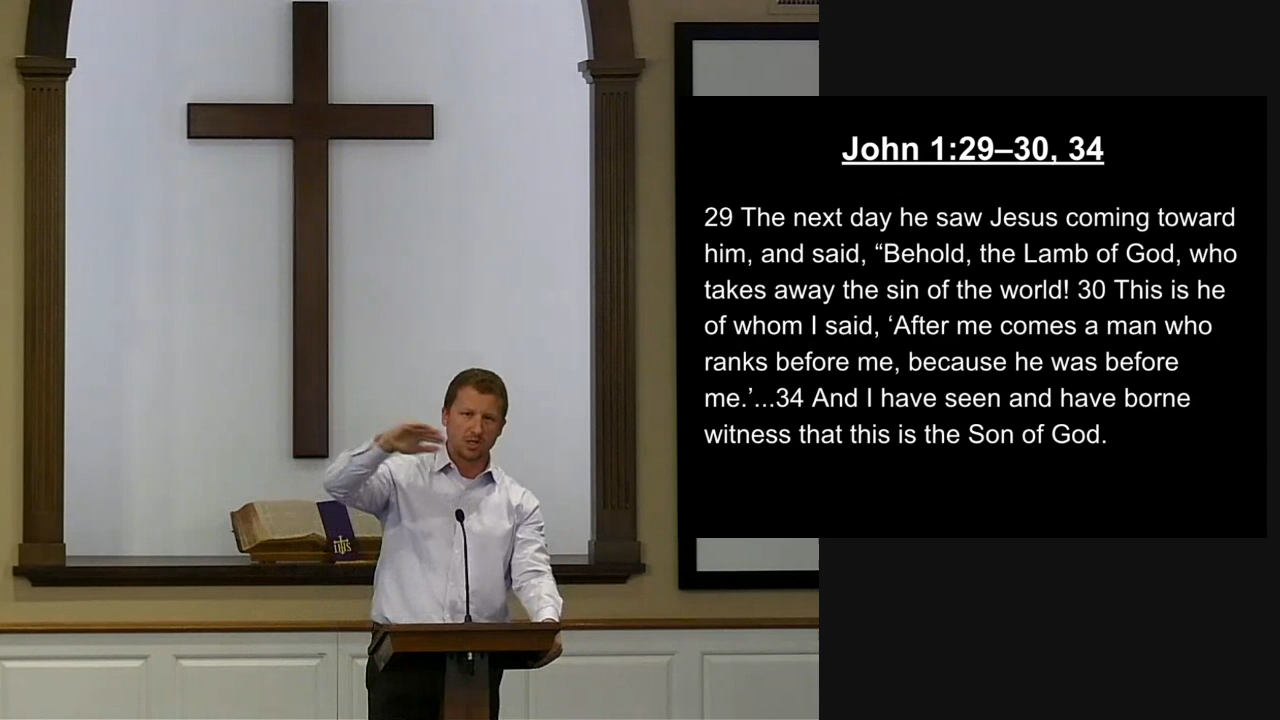 John 1:29–30, 34
29 The next day he saw Jesus coming toward
him, and said, “Behold, the Lamb of God, who
takes away the sin of the world! 30 This is he
of whom I said, ‘After me comes a man who
ranks before me, because he was before
me.’...34 And I have seen and have borne
witness that this is the Son of God.
IHS